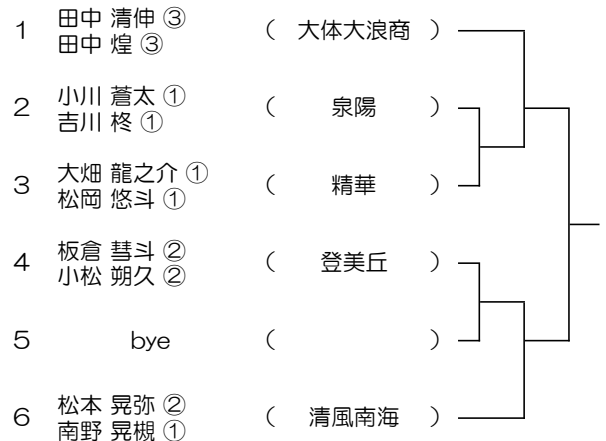 1 田中 清伸 ③ ( 大体大浪商 )
田中 煌 ③
2 小川 蒼太 ① ( 泉陽 )
吉川 柊 ①
3 大畑 龍之介 ① ( 精華 )
松岡 悠斗 ①
4 板倉 彗斗 ② ( 登美丘 )
小松 朔久 ②
5 bye ( )
6 松本 晃弥 ② ( 清風南海 )
南野 晃槻 ①